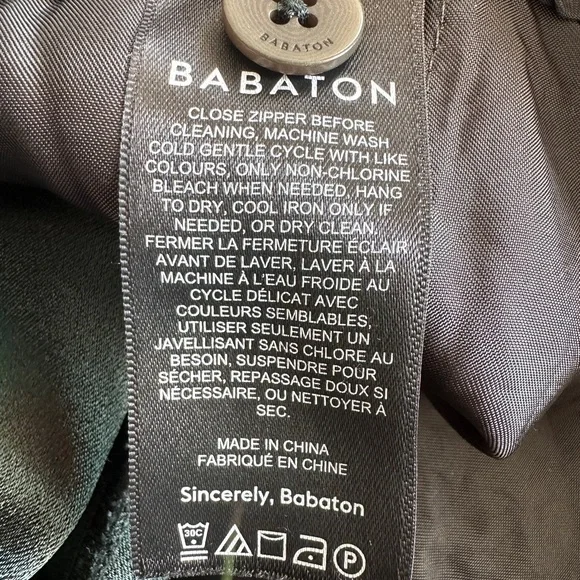 BABATON
BABATON
CLOSE ZIPPER BEFORE
CLEANING, MACHINE WASH
COLD GENTLE CYCLE WITH LIKE
COLOURS, ONLY NON-CHLORINE
BLEACH WHEN NEEDED, HANG
TO DRY, COOL IRON ONLY IF
NEEDED, OR DRY CLEAN.
FERMER LA FERMETURE ÉCLAIR
AVANT DE LAVER, LAVER À LA
MACHINE À L'EAU FROIDE AU
CYCLE DÉLICAT AVEC
COULEURS SEMBLABLES,
UTILISER SEULEMENT UN
JAVELLISANT SANS CHLORE AU
BESOIN, SUSPENDRE POUR
SÉCHER, REPASSAGE DOUX SI
NÉCESSAIRE, OU NETTOYER À
SEC.
MADE IN CHINA
FABRIQUÉ EN CHINE
Sincerely, Babaton
30C P